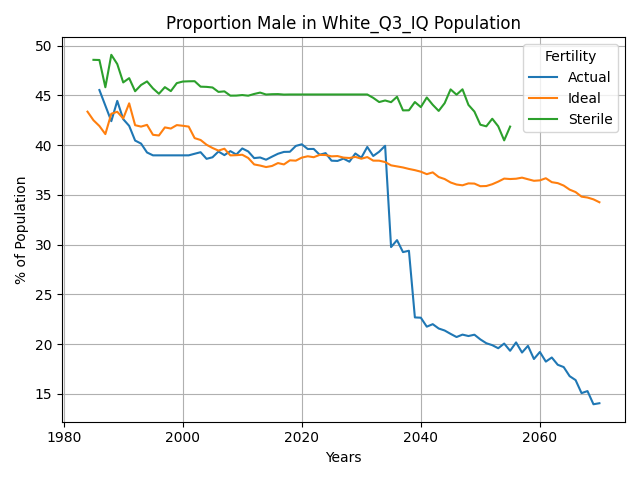 Proportion Male in White_Q3_IQ Population
Fertility
Actual
Ideal
Sterile
% of Population
50
45
40
35
30
25
20
15
1980
2000
2020
2040
2060
Years